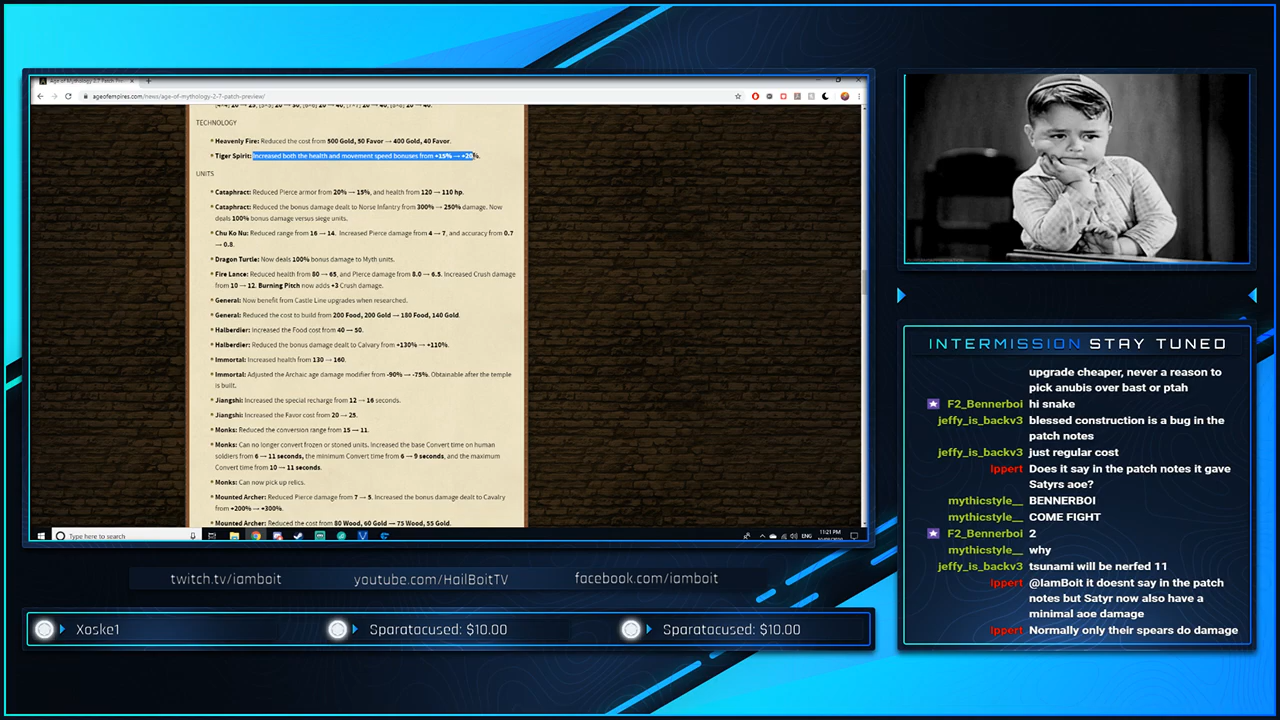 ageofempires.com/news/age-of-mythology-2-7-patch-preview/
TECHNOLOGY
Heavenly Fire: Reduced the cost from 500 Gold, 50 Favor → 400 Gold, 40 Favor.
Tiger Spirit: Increased both the health and movement speed bonuses from +15% → +20%.
UNITS
Cataphract: Reduced Pierce armor from 20% → 15%, and health from 120 → 110 hp.
Cataphract: Reduced the bonus damage dealt to Norse Infantry from 300% → 250% damage. Now
deals 100% bonus damage versus siege units.
Chu Ko Nu: Reduced range from 16 → 14. Increased Pierce damage from 4 → 7, and accuracy from 0.7
→ 0.8.
Dragon Turtle: Now deals 100% bonus damage to Myth units.
Fire Lance: Reduced health from 80 → 65, and Pierce damage from 8.0 → 6.5. Increased Crush damage
from 10 → 12. Burning Pitch now adds +3 Crush damage.
General: Now benefit from Castle Line upgrades when researched.
General: Reduced the cost to build from 200 Food, 200 Gold → 180 Food, 140 Gold.
Halberdier: Increased the Food cost from 40 → 50.
Halberdier: Reduced the bonus damage dealt to Calvary from +130% → +110%.
Immortal: Increased health from 130 → 160.
Immortal: Adjusted the Archaic age damage modifier from -90% → -75%. Obtainable after the temple
is built.
Jiangshi: Increased the special recharge from 12 → 16 seconds.
Jiangshi: Increased the Favor cost from 20 → 25.
Monks: Reduced the conversion range from 15 → 11.
Monks: Can no longer convert frozen or stoned units. Increased the base Convert time on human
soldiers from 6 → 11 seconds, the minimum Convert time from 6 → 9 seconds, and the maximum
Convert time from 10 → 11 seconds.
Monks: Can now pick up relics.
Mounted Archer: Reduced Pierce damage from 7 → 5. Increased the bonus damage dealt to Cavalry
from +200% → +300%.
Mounted Archer: Reduced the cost from 80 Wood, 60 Gold → 75 Wood, 55 Gold.
Type here to search
ENG
11:21 PM
twitch.tv/iamboit
youtube.com/HailBoitTV
facebook.com/iamboit
Xaske1
Sparatacused: $10.00
Sparatacused: $10.00
INTERMISSION STAY TUNED
upgrade cheaper, never a reason to
pick anubis over bast or ptah
F2_Bennerboi hi snake
jeffy_is_backv3 blessed construction is a bug in the
patch notes
jeffy_is_backv3 just regular cost
Ippert Does it say in the patch notes it gave
Satyrs aoe?
mythicstyle__ BENNERBOI
mythicstyle__ COME FIGHT
F2_Bennerboi 2
mythicstyle__ why
jeffy_is_backv3 tsunami will be nerfed 11
Ippert @IamBoit it doesnt say in the patch
notes but Satyr now also have a
minimal aoe damage
Ippert Normally only their spears do damage